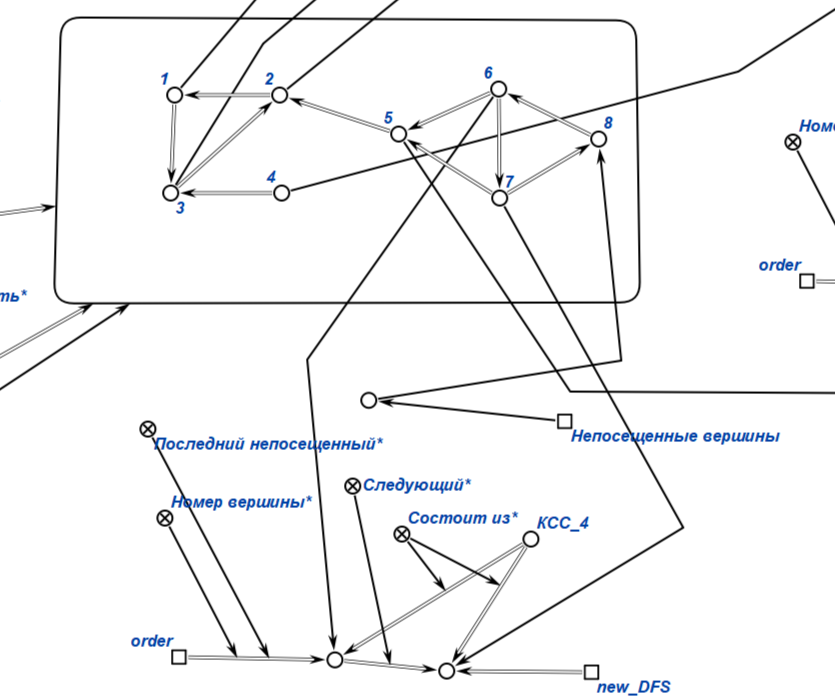 1
2
6
5
8
Ном
4
7
3
order
ть*
Непосещенные вершины
Последний непосещенный*
Следующий*
Номер вершины*
Состоит из*
КСС_4
order
new_DFS